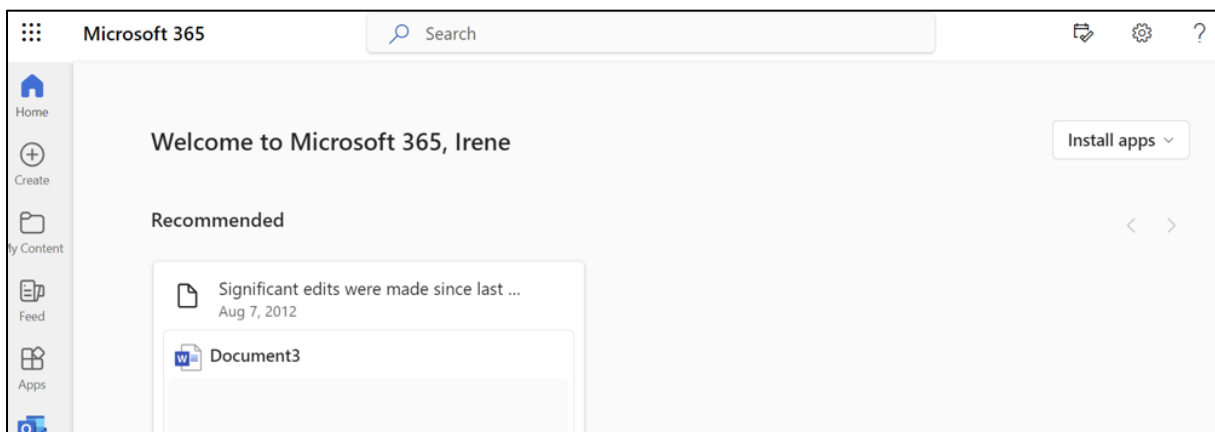 Microsoft 365
Search
?
Home
Create
My Content
Feed
Apps
Welcome to Microsoft 365, Irene
Install apps
Recommended
Significant edits were made since last ...
Aug 7, 2012
W
Document3